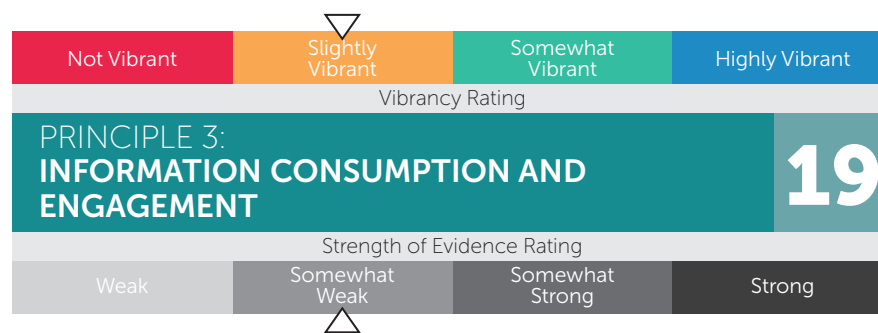 Not Vibrant
Slightly
Vibrant
Somewhat
Vibrant
Highly Vibrant
Vibrancy Rating
PRINCIPLE 3:
INFORMATION CONSUMPTION AND
ENGAGEMENT
19
Strength of Evidence Rating
Weak
Somewhat
Weak
Somewhat
Strong
Strong